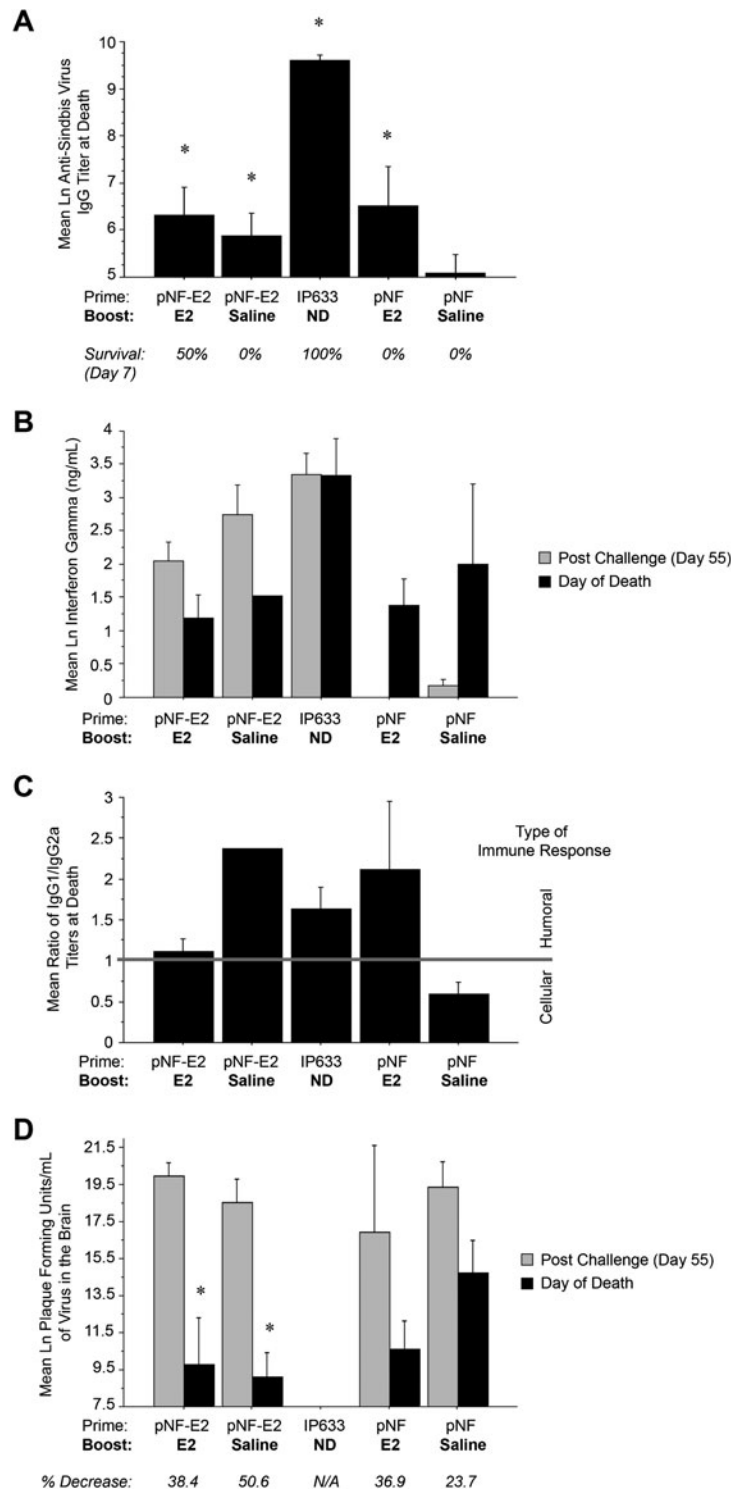 A
Mean Ln Anti-Sindbis Virus
IgG Titer at Death
10
9
8
7
6
5
Prime: pNF-E2 pNF-E2 IP633 pNF pNF
Boost: E2 Saline ND E2 Saline
Survival: 50% 0% 100% 0% 0%
(Day 7)
* * * *
B
Mean Ln Interferon Gamma (ng/mL)
4
3.5
3
2.5
2
1.5
1
0.5
0
Post Challenge (Day 55)
Day of Death
Prime: pNF-E2 pNF-E2 IP633 pNF pNF
Boost: E2 Saline ND E2 Saline
C
Mean Ratio of IgG1/IgG2a
Titers at Death
3
2.5
2
1.5
1
0.5
0
Type of
Immune Response
Humoral
Cellular
Prime: pNF-E2 pNF-E2 IP633 pNF pNF
Boost: E2 Saline ND E2 Saline
D
Mean Ln Plaque Forming Units/mL
of Virus in the Brain
21.5
19.5
17.5
15.5
13.5
11.5
9.5
7.5
* *
Post Challenge (Day 55)
Day of Death
Prime: pNF-E2 pNF-E2 IP633 pNF pNF
Boost: E2 Saline ND E2 Saline
% Decrease: 38.4 50.6 N/A 36.9 23.7